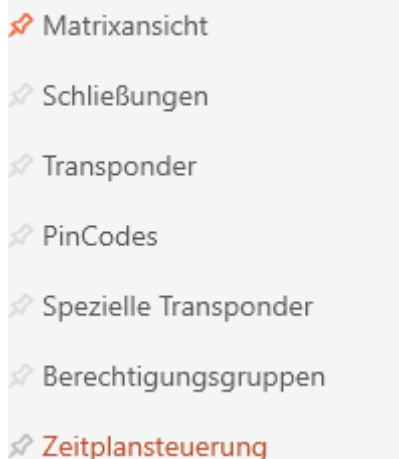 Matrixansicht
Schließungen
Transponder
PinCodes
Spezielle Transponder
Berechtigungsgruppen
Zeitplansteuerung